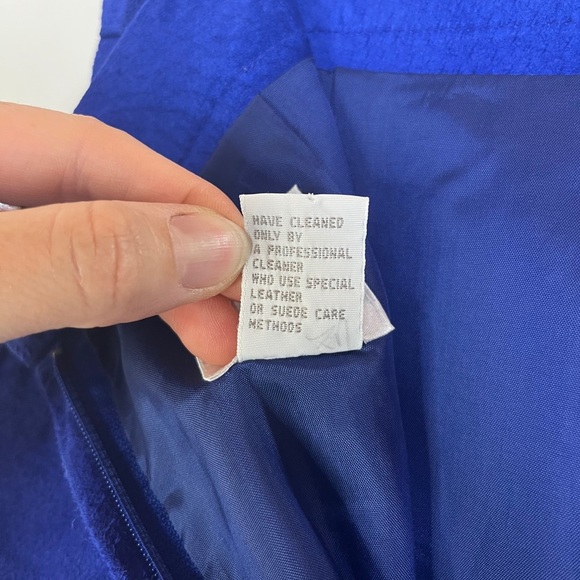 HAVE CLEANED
ONLY BY
A PROFESSIONAL
CLEANER
WHO USE SPECIAL
LEATHER
OR SUEDE CARE
METHODS